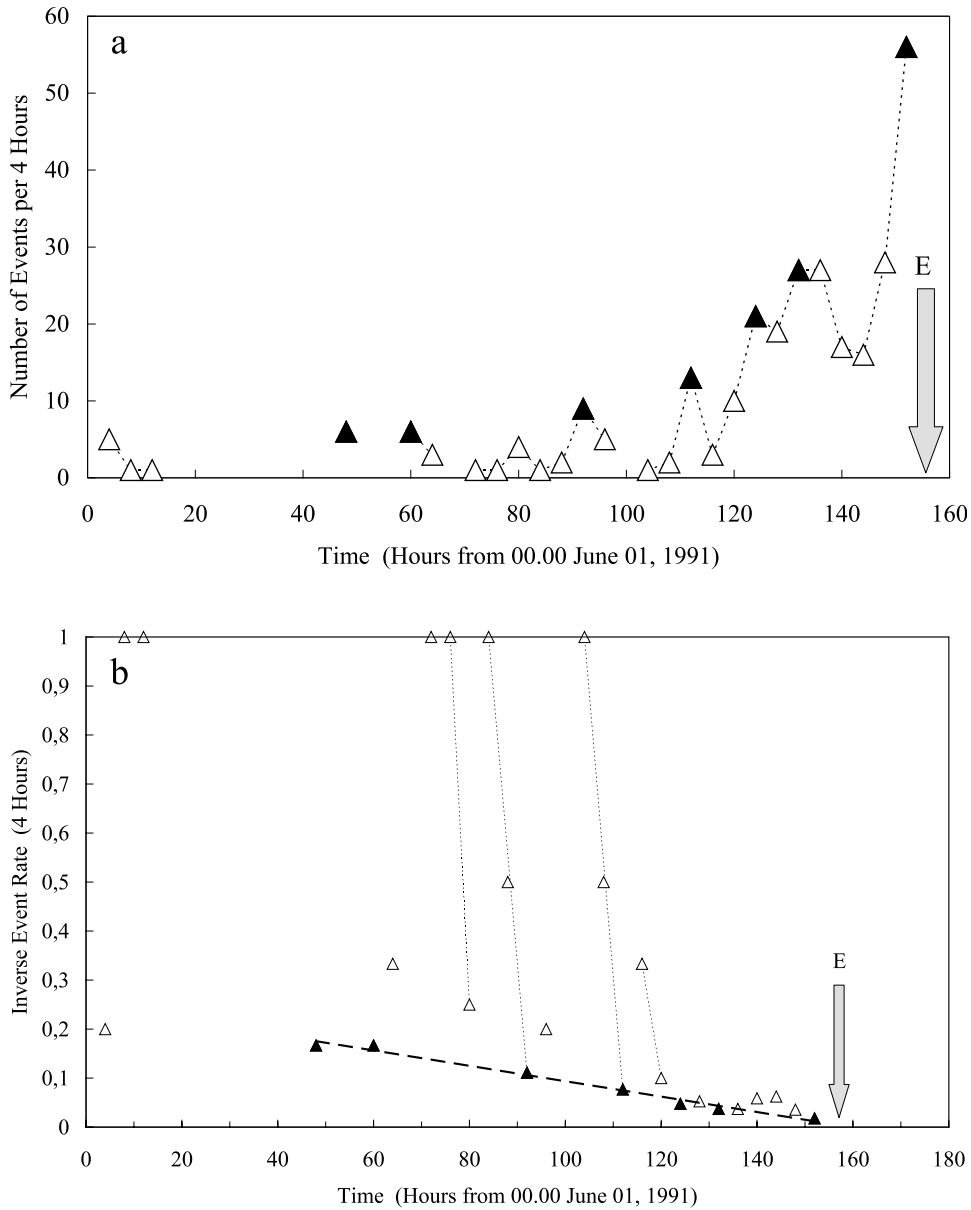 a
60
50
40
30
20
10
0
Number of Events per 4 Hours
E
0 20 40 60 80 100 120 140 160
Time (Hours from 00.00 June 01, 1991)
b
1
0,9
0,8
0,7
0,6
0,5
0,4
0,3
0,2
0,1
0
Inverse Event Rate (4 Hours)
E
0 20 40 60 80 100 120 140 160 180
Time (Hours from 00.00 June 01, 1991)